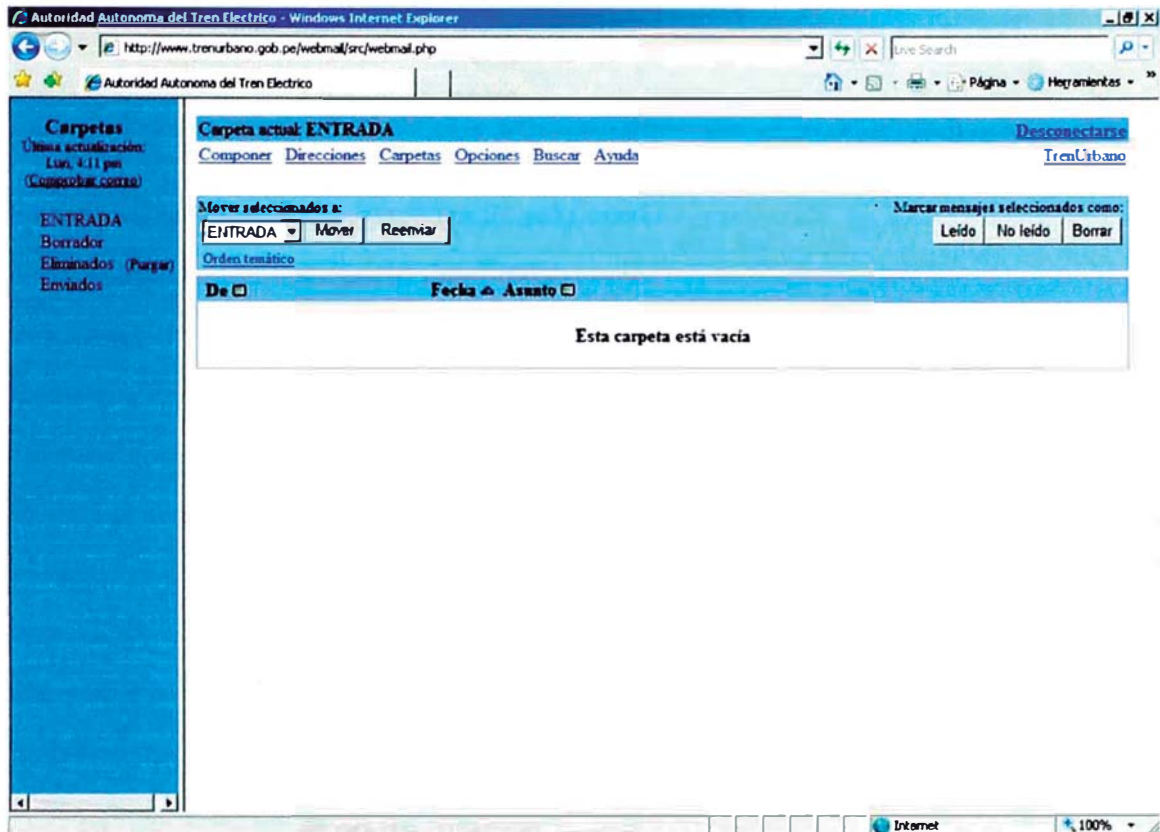 Autoridad Autonoma del Tren Electrico - Windows Internet Explorer
http://www.trenurbano.gob.pe/webmail/src/webmail.php
Live Search
Autoridad Autonoma del Tren Electrico
Página
Herramientas
Carpetas
Última actualización:
Lun, 4:11 pm
(Comprobar correo)
ENTRADA
Borrador
Eliminados (Purgar)
Enviados
Carpeta actual: ENTRADA
Desconectarse
Componer Direcciones Carpetas Opciones Buscar Ayuda
TrenUrbano
Mover seleccionados a:
Marcar mensajes seleccionados como:
ENTRADA Mover Reenviar
Leído No leído Borrar
Orden temático
De Fecha Asunto
Esta carpeta está vacía
Internet
100%